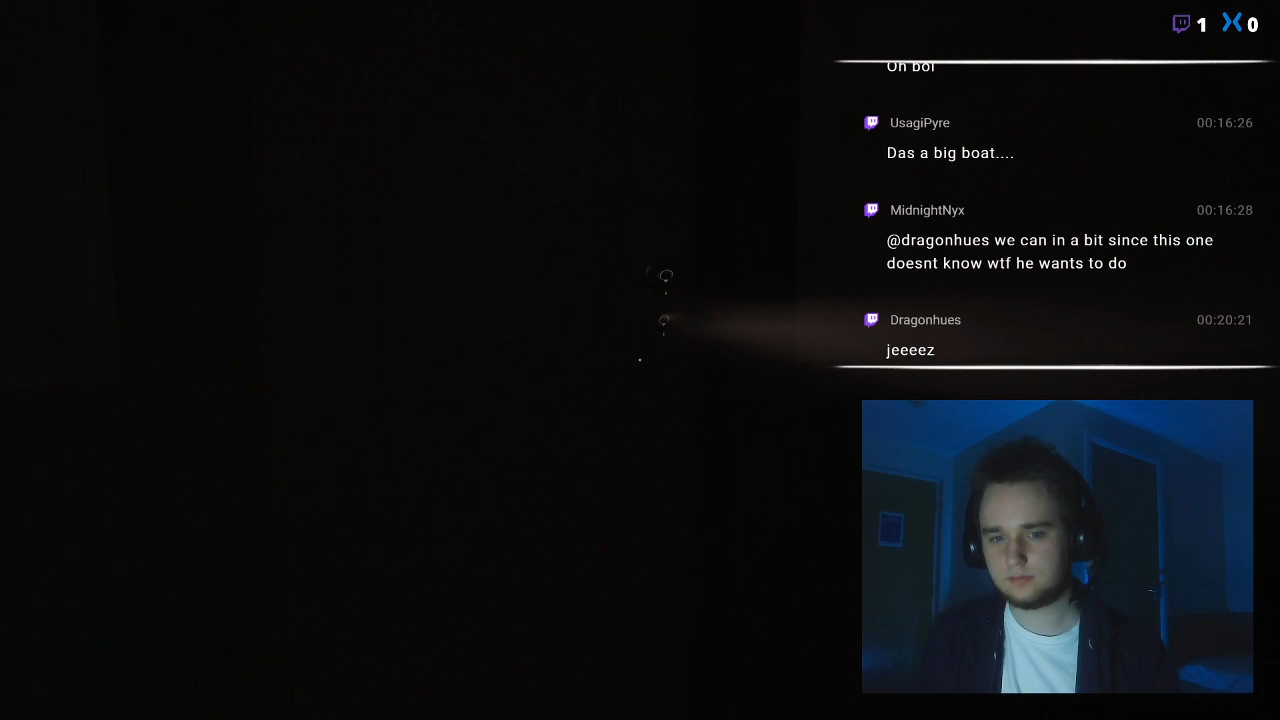 1 0
Oh boi
UsagiPyre 00:16:26
Das a big boat....
MidnightNyx 00:16:28
@dragonhues we can in a bit since this one
doesnt know wtf he wants to do
Dragonhues 00:20:21
jeeeez